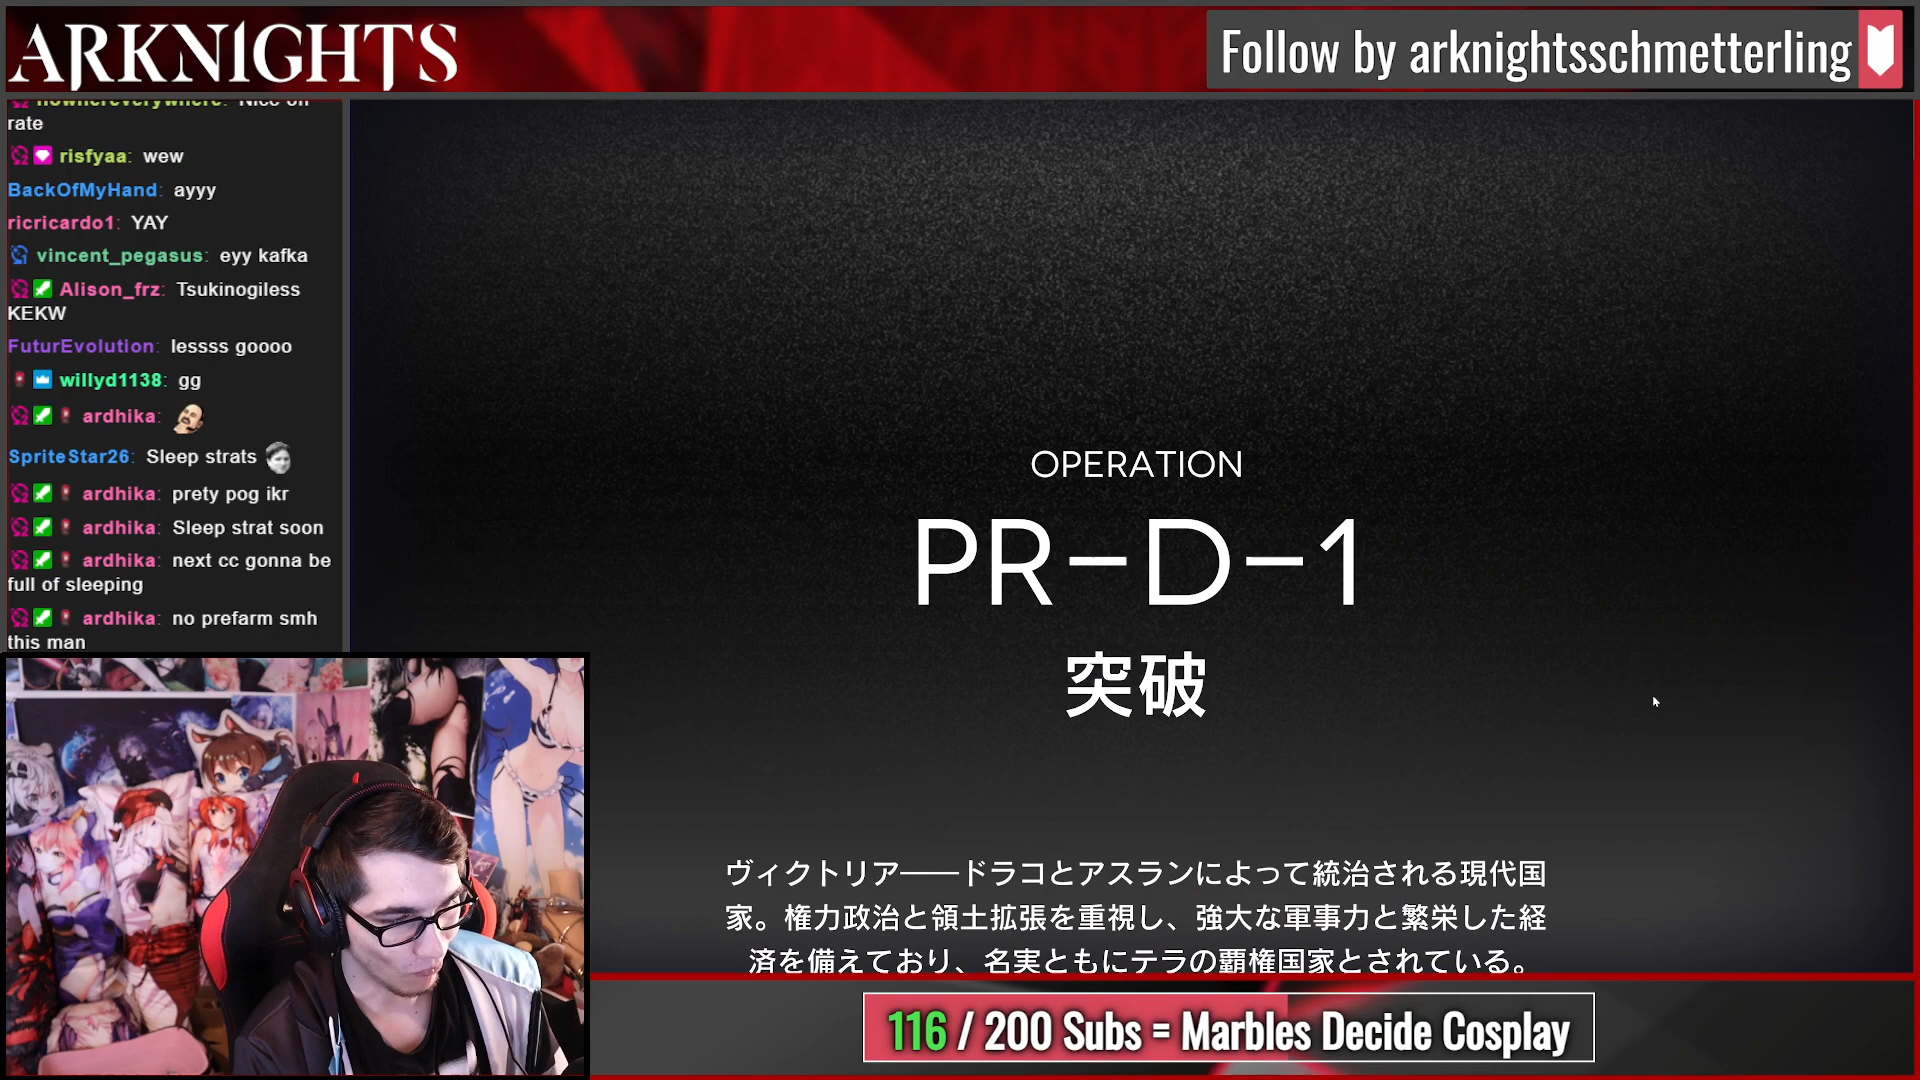 ARKNIGHTS
Follow by arknightsschmetterling
nowhereverywhere: Nice off
rate
risfyaa: wew
BackOfMyHand: ayyy
ricricardo1: YAY
vincent_pegasus: eyy kafka
Alison_frz: Tsukinogiless
KEKW
FuturEvolution: lessss goooo
willyd1138: gg
ardhika:
SpriteStar26: Sleep strats
ardhika: prety pog ikr
ardhika: Sleep strat soon
ardhika: next cc gonna be
full of sleeping
ardhika: no prefarm smh
this man
OPERATION
PR-D-1
突破
ヴィクトリア――ドラコとアスランによって統治される現代国
家。権力政治と領土拡張を重視し、強大な軍事力と繁栄した経
済を備えており、名実ともにテラの覇権国家とされている。
116 / 200 Subs = Marbles Decide Cosplay